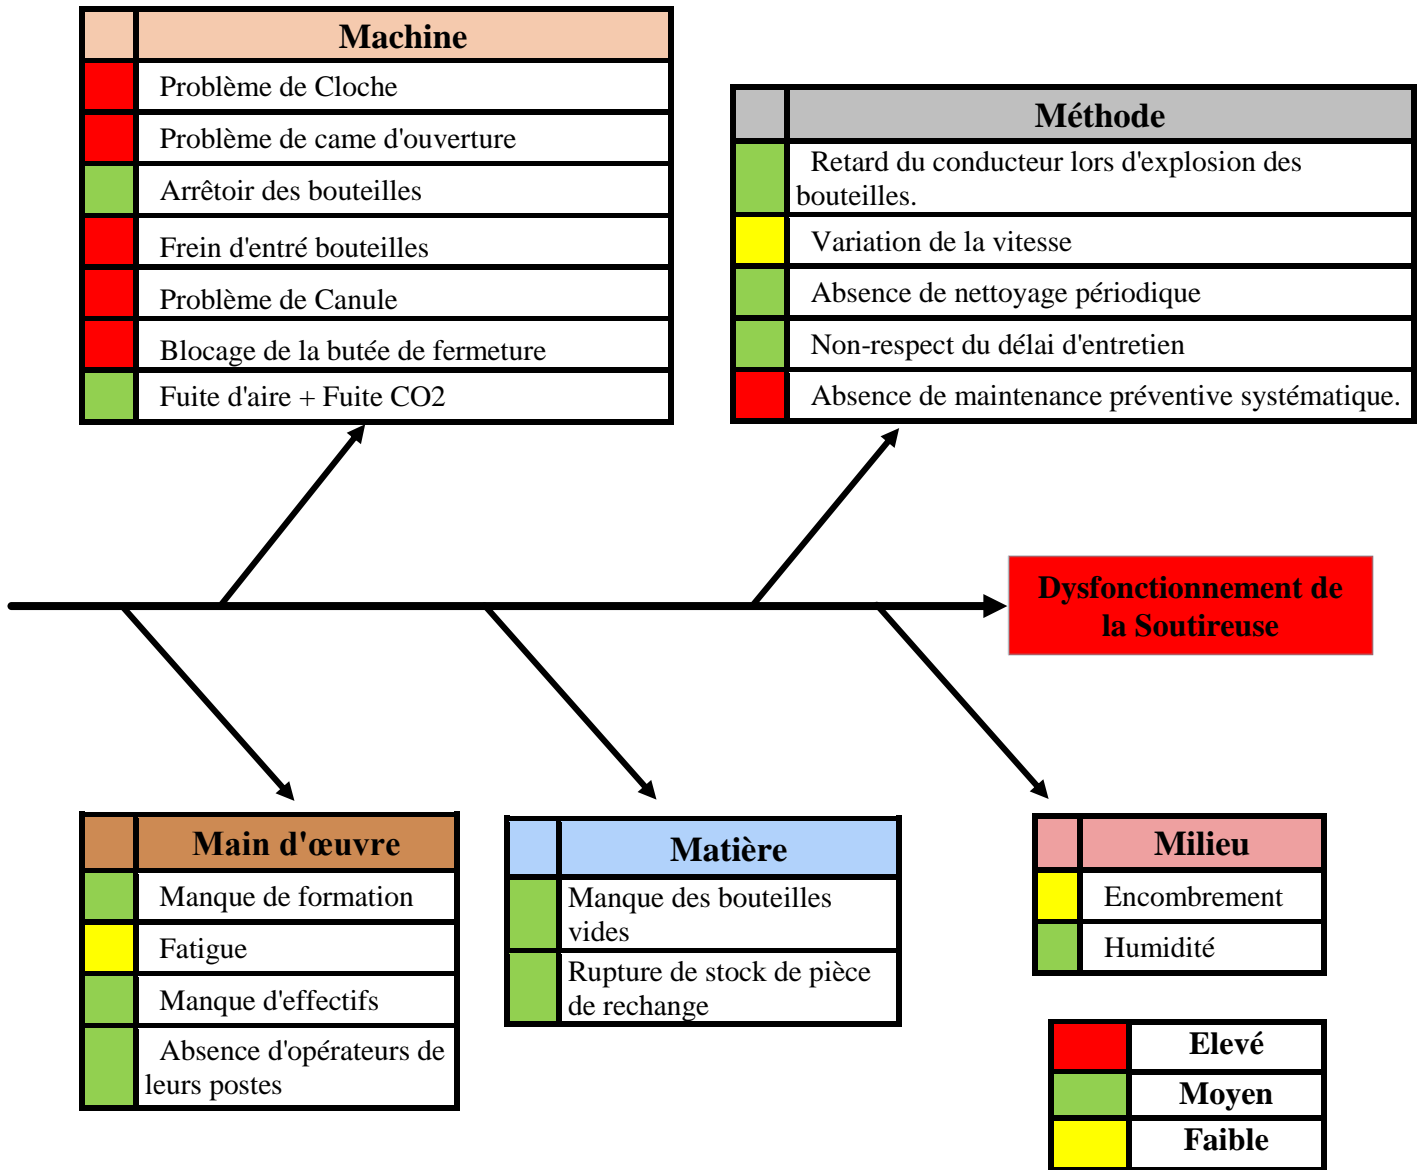 Machine
Problème de Cloche
Problème de came d'ouverture
Arrêtoir des bouteilles
Frein d'entré bouteilles
Problème de Canule
Blocage de la butée de fermeture
Fuite d'aire + Fuite CO2
Méthode
Retard du conducteur lors d'explosion des
bouteilles.
Variation de la vitesse
Absence de nettoyage périodique
Non-respect du délai d'entretien
Absence de maintenance préventive systématique.
Dysfonctionnement de
la Soutireuse
Main d'œuvre
Manque de formation
Fatigue
Manque d'effectifs
Absence d'opérateurs de
leurs postes
Matière
Manque des bouteilles
vides
Rupture de stock de pièce
de rechange
Milieu
Encombrement
Humidité
Elevé
Moyen
Faible